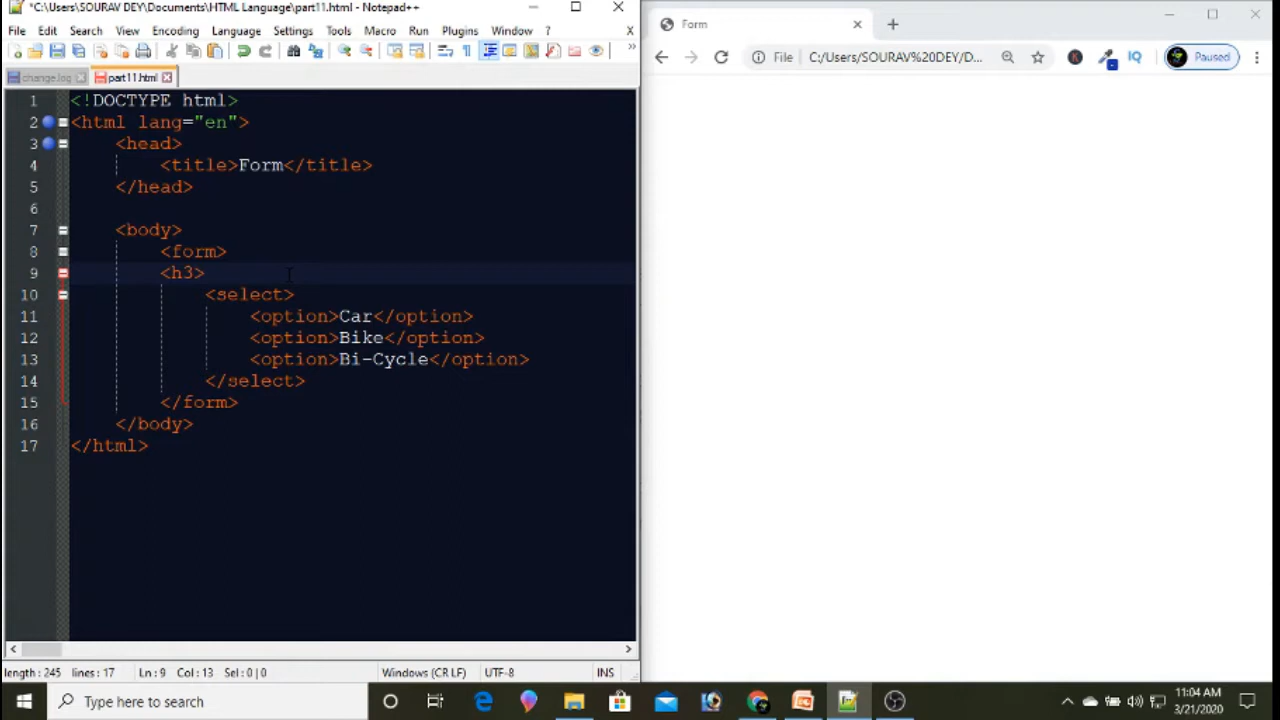 *C:\Users\SOURAV DEY\Documents\HTML Language\part11.html - Notepad++
File Edit Search View Encoding Language Settings Tools Macro Run Plugins Window ? X
change.log part11.html
1 <!DOCTYPE html>
2 <html lang="en">
3 <head>
4 <title>Form</title>
5 </head>
6
7 <body>
8 <form>
9 <h3>
10 <select>
11 <option>Car</option>
12 <option>Bike</option>
13 <option>Bi-Cycle</option>
14 </select>
15 </form>
16 </body>
17 </html>
length : 245 lines : 17 Ln : 9 Col : 13 Sel : 0 | 0 Windows (CR LF) UTF-8 INS
Form
File C:/Users/SOURAV%20DEY/D... IQ Paused
Type here to search
11:04 AM
3/21/2020